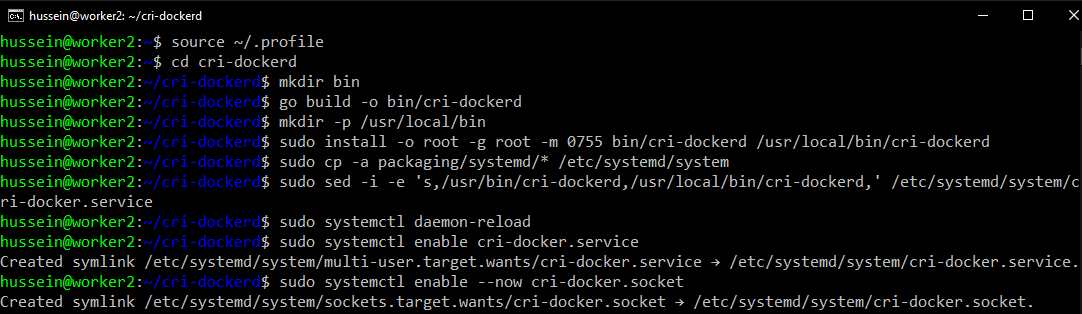 hussein@worker2: ~/cri-dockerd
hussein@worker2:~$ source ~/.profile
hussein@worker2:~$ cd cri-dockerd
hussein@worker2:~/cri-dockerd$ mkdir bin
hussein@worker2:~/cri-dockerd$ go build -o bin/cri-dockerd
hussein@worker2:~/cri-dockerd$ mkdir -p /usr/local/bin
hussein@worker2:~/cri-dockerd$ sudo install -o root -g root -m 0755 bin/cri-dockerd /usr/local/bin/cri-dockerd
hussein@worker2:~/cri-dockerd$ sudo cp -a packaging/systemd/* /etc/systemd/system
hussein@worker2:~/cri-dockerd$ sudo sed -i -e 's,/usr/bin/cri-dockerd,/usr/local/bin/cri-dockerd,' /etc/systemd/system/c
ri-docker.service
hussein@worker2:~/cri-dockerd$ sudo systemctl daemon-reload
hussein@worker2:~/cri-dockerd$ sudo systemctl enable cri-docker.service
Created symlink /etc/systemd/system/multi-user.target.wants/cri-docker.service → /etc/systemd/system/cri-docker.service.
hussein@worker2:~/cri-dockerd$ sudo systemctl enable --now cri-docker.socket
Created symlink /etc/systemd/system/sockets.target.wants/cri-docker.socket → /etc/systemd/system/cri-docker.socket.